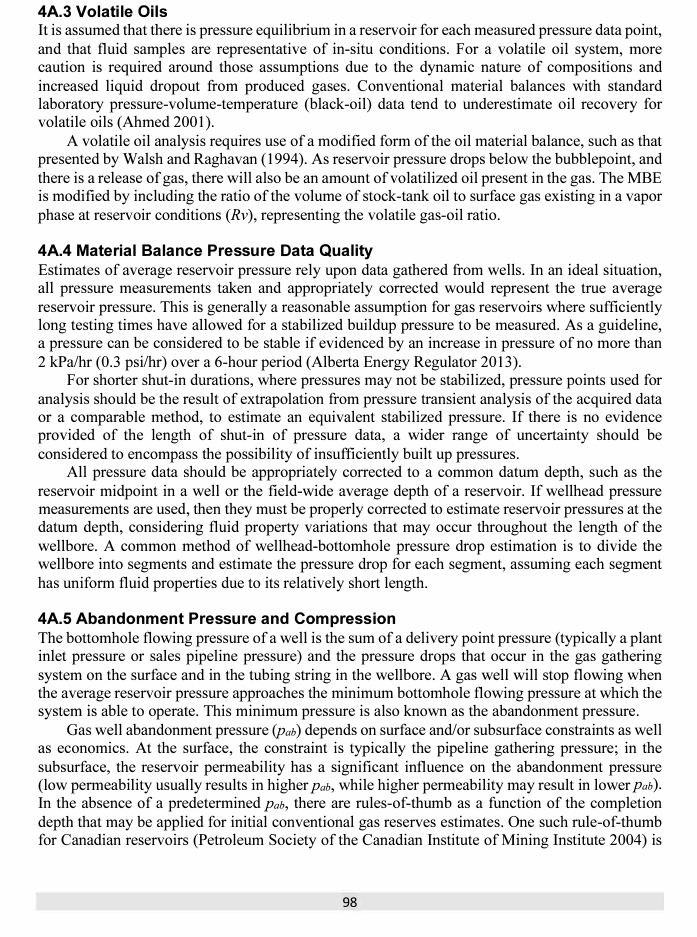 4A.3 Volatile Oils
It is assumed that there is pressure equilibrium in a reservoir for each measured pressure data point,
and that fluid samples are representative of in-situ conditions. For a volatile oil system, more
caution is required around those assumptions due to the dynamic nature of compositions and
increased liquid dropout from produced gases. Conventional material balances with standard
laboratory pressure-volume-temperature (black-oil) data tend to underestimate oil recovery for
volatile oils (Ahmed 2001).
A volatile oil analysis requires use of a modified form of the oil material balance, such as that
presented by Walsh and Raghavan (1994). As reservoir pressure drops below the bubblepoint, and
there is a release of gas, there will also be an amount of volatilized oil present in the gas. The MBE
is modified by including the ratio of the volume of stock-tank oil to surface gas existing in a vapor
phase at reservoir conditions (Rv), representing the volatile gas-oil ratio.
4A.4 Material Balance Pressure Data Quality
Estimates of average reservoir pressure rely upon data gathered from wells. In an ideal situation,
all pressure measurements taken and appropriately corrected would represent the true average
reservoir pressure. This is generally a reasonable assumption for gas reservoirs where sufficiently
long testing times have allowed for a stabilized buildup pressure to be measured. As a guideline,
a pressure can be considered to be stable if evidenced by an increase in pressure of no more than
2 kPa/hr (0.3 psi/hr) over a 6-hour period (Alberta Energy Regulator 2013).
For shorter shut-in durations, where pressures may not be stabilized, pressure points used for
analysis should be the result of extrapolation from pressure transient analysis of the acquired data
or a comparable method, to estimate an equivalent stabilized pressure. If there is no evidence
provided of the length of shut-in of pressure data, a wider range of uncertainty should be
considered to encompass the possibility of insufficiently built up pressures.
All pressure data should be appropriately corrected to a common datum depth, such as the
reservoir midpoint in a well or the field-wide average depth of a reservoir. If wellhead pressure
measurements are used, then they must be properly corrected to estimate reservoir pressures at the
datum depth, considering fluid property variations that may occur throughout the length of the
wellbore. A common method of wellhead-bottomhole pressure drop estimation is to divide the
wellbore into segments and estimate the pressure drop for each segment, assuming each segment
has uniform fluid properties due to its relatively short length.
4A.5 Abandonment Pressure and Compression
The bottomhole flowing pressure of a well is the sum of a delivery point pressure (typically a plant
inlet pressure or sales pipeline pressure) and the pressure drops that occur in the gas gathering
system on the surface and in the tubing string in the wellbore. A gas well will stop flowing when
the average reservoir pressure approaches the minimum bottomhole flowing pressure at which the
system is able to operate. This minimum pressure is also known as the abandonment pressure.
Gas well abandonment pressure (pab) depends on surface and/or subsurface constraints as well
as economics. At the surface, the constraint is typically the pipeline gathering pressure; in the
subsurface, the reservoir permeability has a significant influence on the abandonment pressure
(low permeability usually results in higher pab, while higher permeability may result in lower pab).
In the absence of a predetermined pab, there are rules-of-thumb as a function of the completion
depth that may be applied for initial conventional gas reserves estimates. One such rule-of-thumb
for Canadian reservoirs (Petroleum Society of the Canadian Institute of Mining Institute 2004) is
98